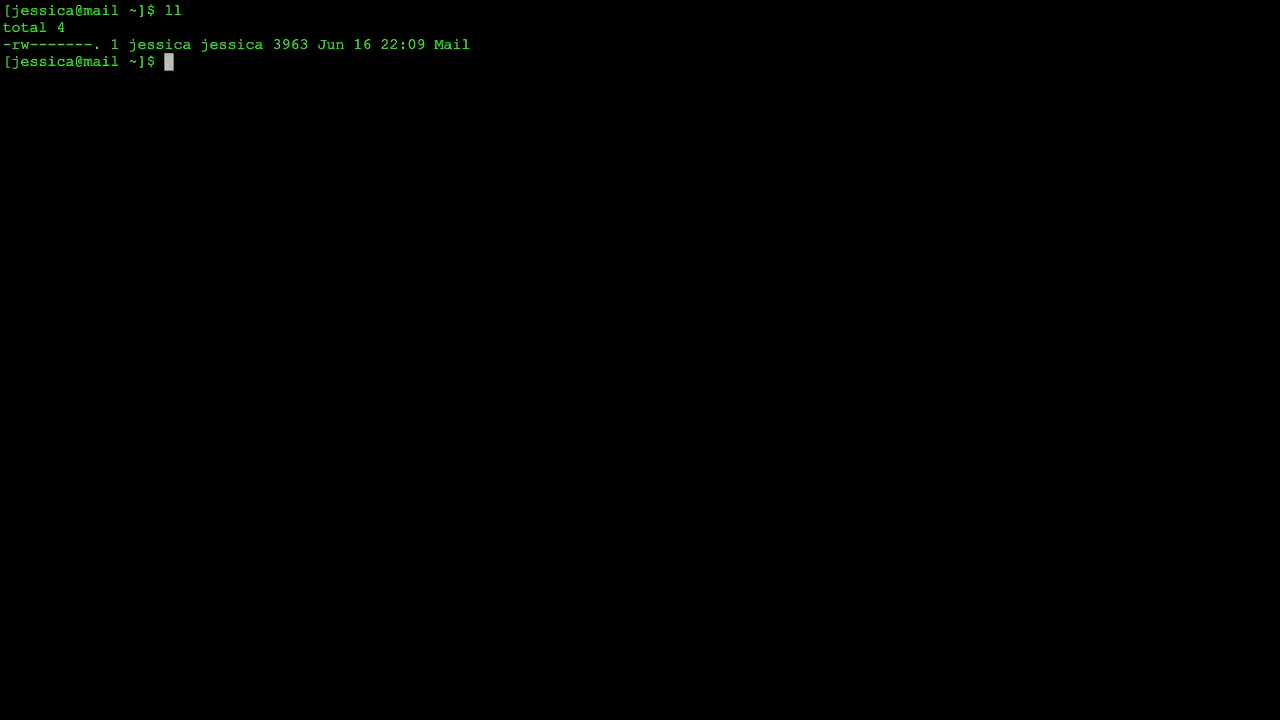 [jessica@mail ~]$ ll
total 4
-rw-------. 1 jessica jessica 3963 Jun 16 22:09 Mail
[jessica@mail ~]$